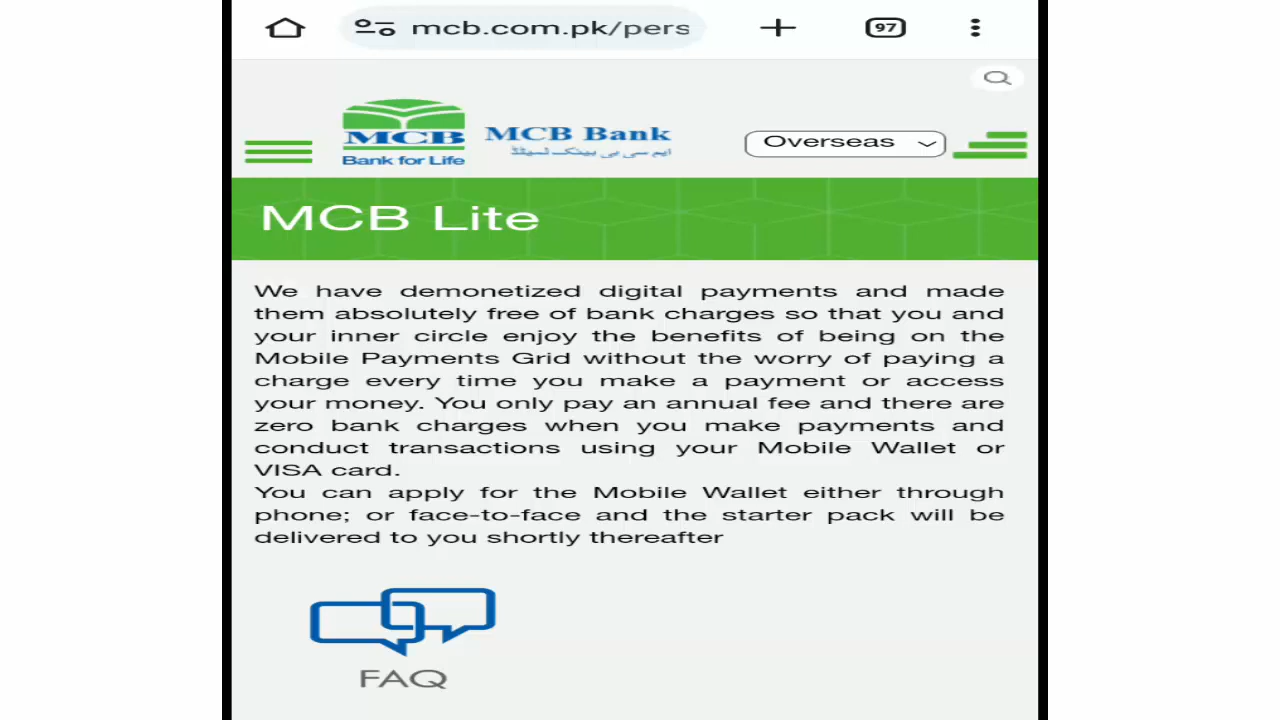 mcb.com.pk/pers
97
MCB
Bank for Life
MCB Bank
ایم سی بی بینک لمیٹڈ
Overseas
MCB Lite
We have demonetized digital payments and made
them absolutely free of bank charges so that you and
your inner circle enjoy the benefits of being on the
Mobile Payments Grid without the worry of paying a
charge every time you make a payment or access
your money. You only pay an annual fee and there are
zero bank charges when you make payments and
conduct transactions using your Mobile Wallet or
VISA card.
You can apply for the Mobile Wallet either through
phone; or face-to-face and the starter pack will be
delivered to you shortly thereafter
FAQ